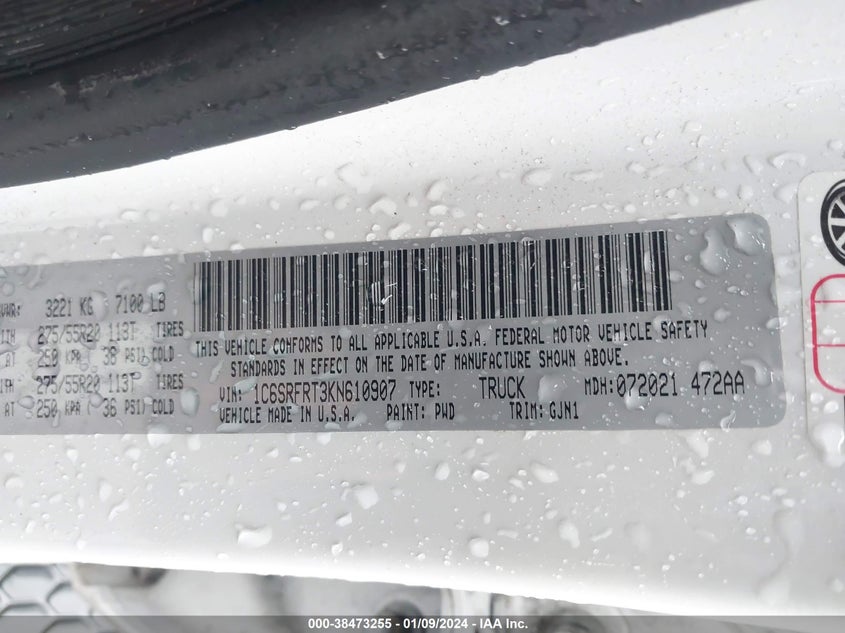 3221 KG 7100 LB
275/55R20 113T TIRES
AT 250 KPA( 36 PSI)COLD
275/55R20 113T TIRES
AT 250 KPA( 36 PSI)COLD
THIS VEHICLE CONFORMS TO ALL APPLICABLE U.S.A. FEDERAL MOTOR VEHICLE SAFETY
STANDARDS IN EFFECT ON THE DATE OF MANUFACTURE SHOWN ABOVE.
VIN: 1C6SRFRT3KN610907 TYPE: TRUCK MDH:072021 472AA
VEHICLE MADE IN U.S.A. PAINT: PWD TRIM: GJN1
000-38473255 - 01/09/2024 - IAA Inc.